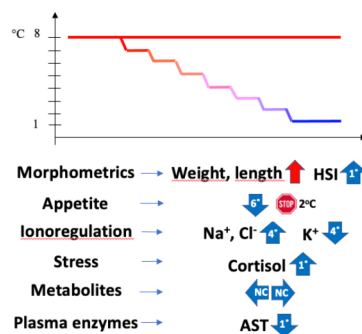 °C 8
1
Morphometrics Weight, length HSI 1°
Appetite 6° STOP 2°C
Ionoregulation Na⁺, Cl⁻ 4° K⁺ 4°
Stress Cortisol 1°
Metabolites NC NC
Plasma enzymes AST 1°